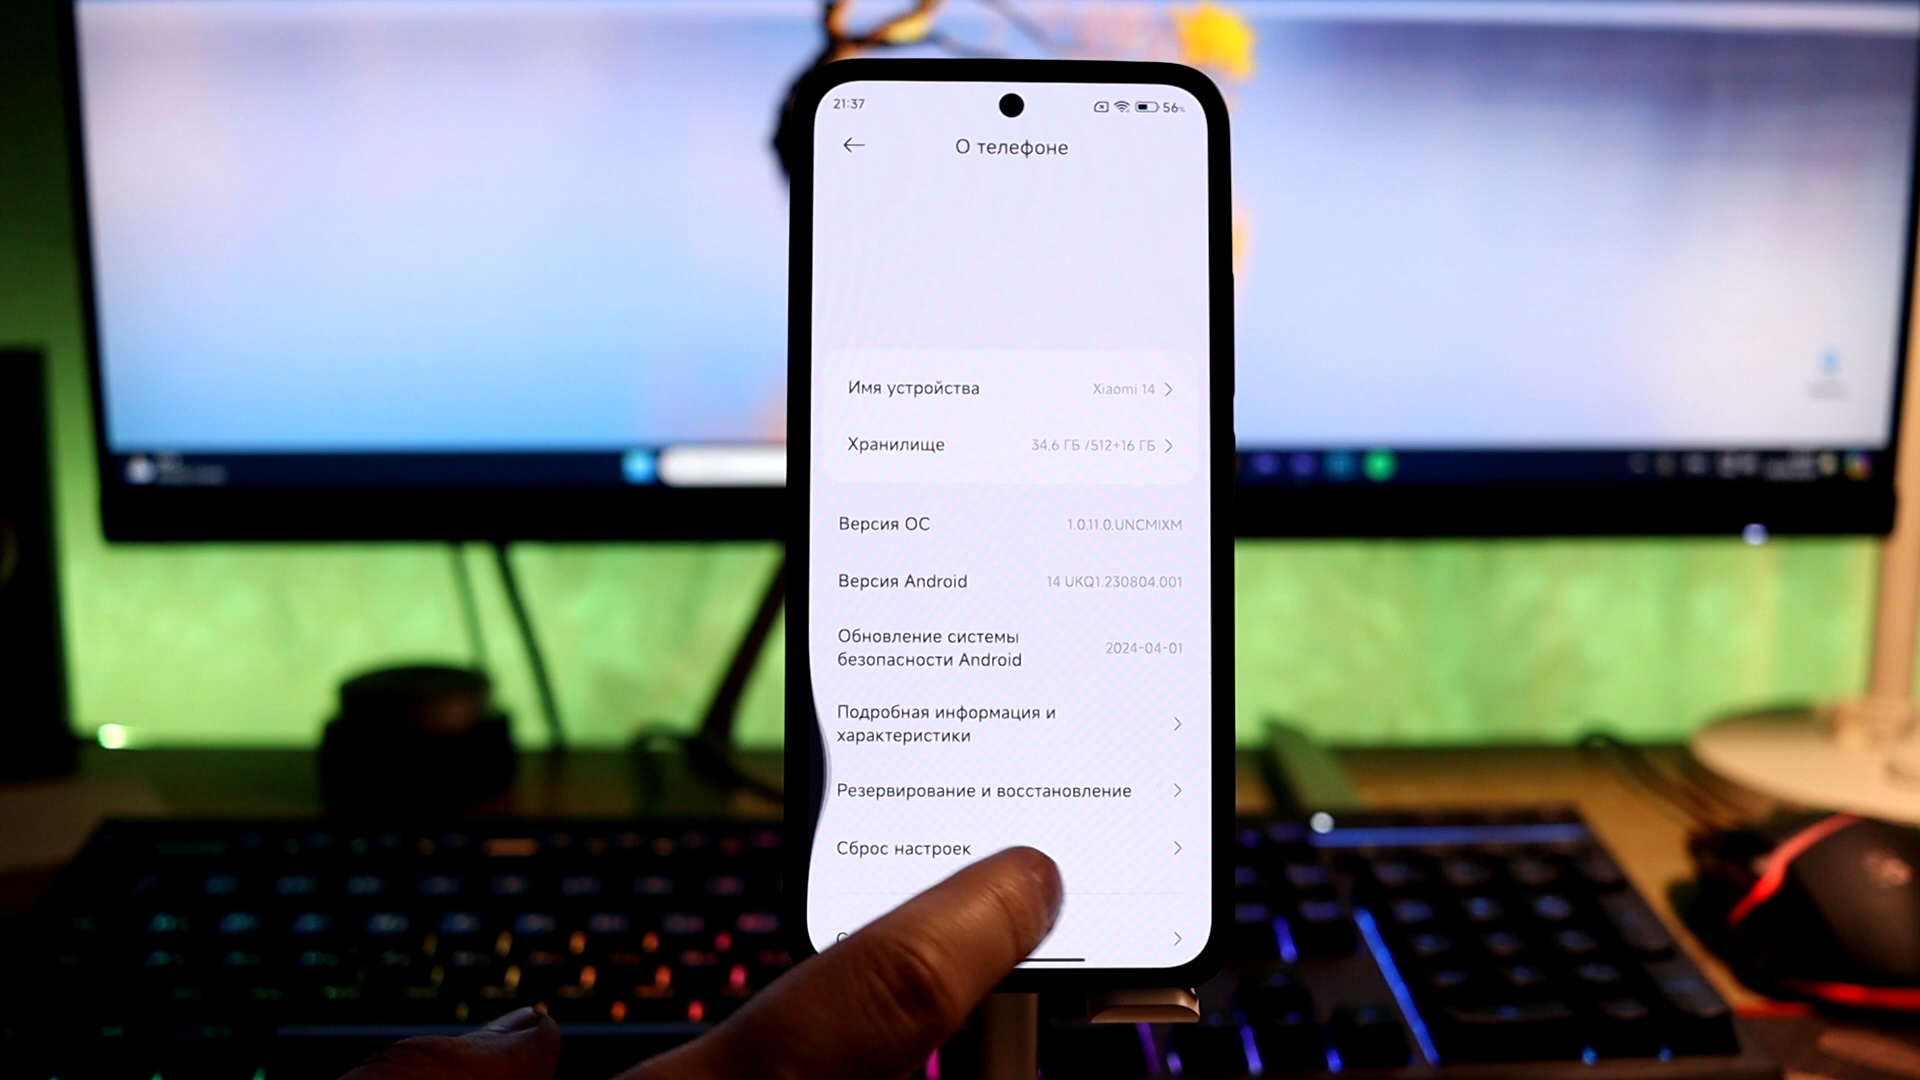 21:37
56%
О телефоне
Имя устройства Xiaomi 14
Хранилище 34,6 ГБ /512+16 ГБ
Версия ОС 1.0.11.0.UNCMIXM
Версия Android 14 UKQ1.230804.001
Обновление системы
безопасности Android 2024-04-01
Подробная информация и
характеристики
Резервирование и восстановление
Сброс настроек